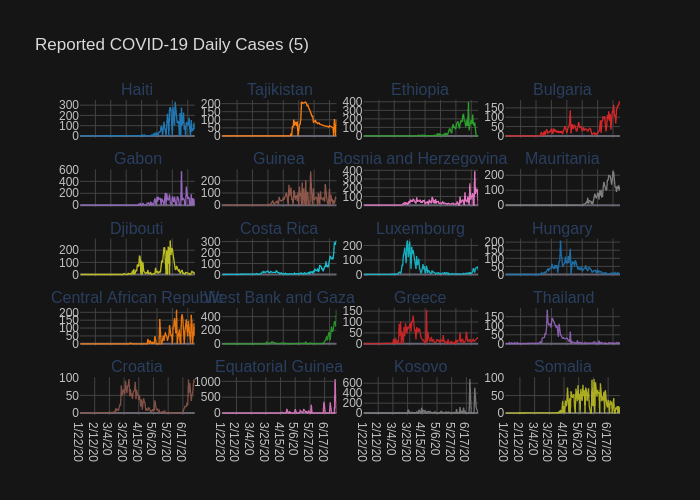 Reported COVID-19 Daily Cases (5)
Haiti Tajikistan Ethiopia Bulgaria
300 200 100 0
200 150 100 50 0
400 300 200 100 0
150 100 50 0
Gabon Guinea Bosnia and Herzegovina Mauritania
600 400 200 0
200 100 0
400 300 200 100 0
200 100 0
Djibouti Costa Rica Luxembourg Hungary
200 100 0
300 200 100 0
200 100 0
200 150 100 50 0
Central African Republic West Bank and Gaza Greece Thailand
200 150 100 50 0
400 200 0
150 100 50 0
150 100 50 0
Croatia Equatorial Guinea Kosovo Somalia
100 50 0
1000 500 0
600 400 200 0
100 50 0
1/22/20 2/12/20 3/4/20 3/25/20 4/15/20 5/6/20 5/27/20 6/17/20
1/22/20 2/12/20 3/4/20 3/25/20 4/15/20 5/6/20 5/27/20 6/17/20
1/22/20 2/12/20 3/4/20 3/25/20 4/15/20 5/6/20 5/27/20 6/17/20
1/22/20 2/12/20 3/4/20 3/25/20 4/15/20 5/6/20 5/27/20 6/17/20